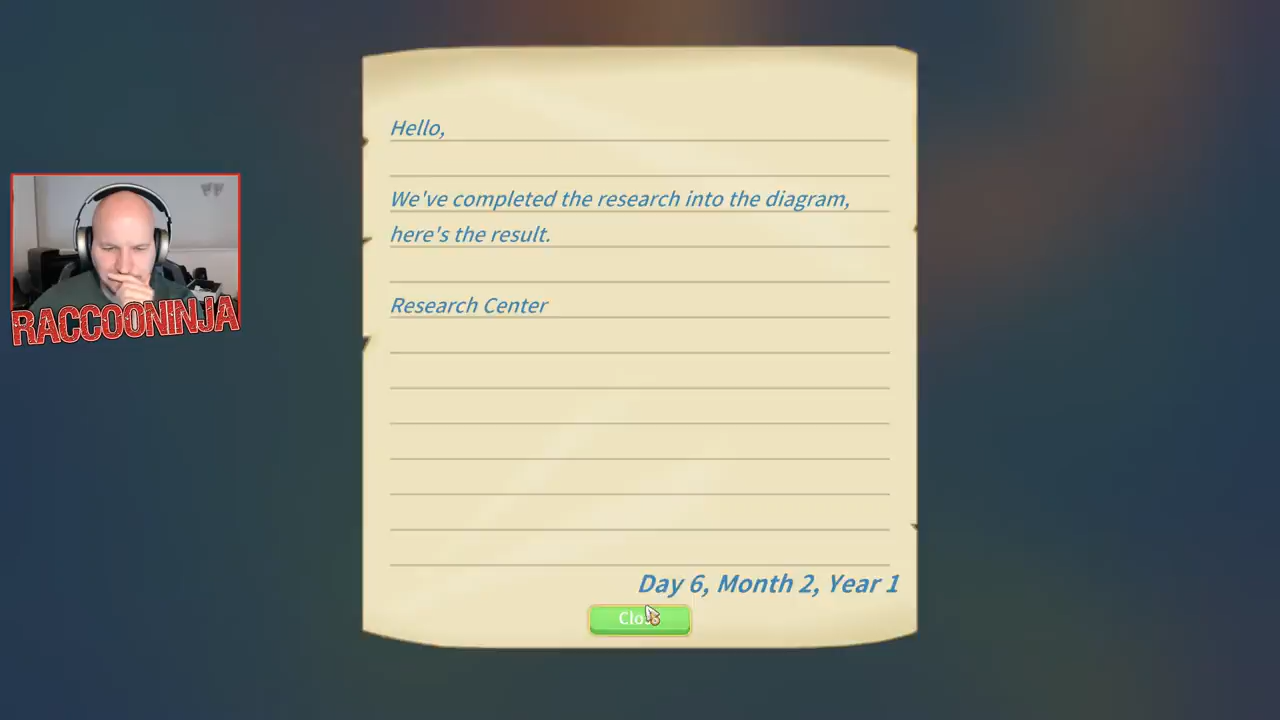 Hello,
We've completed the research into the diagram,
here's the result.
Research Center
Day 6, Month 2, Year 1
RACCOONINJA